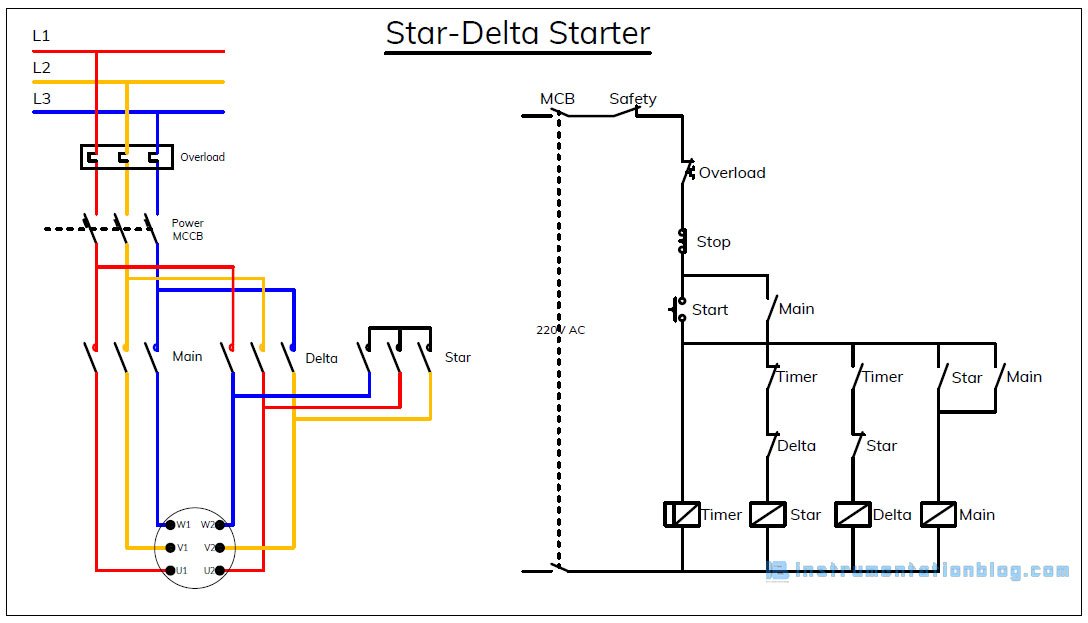 Star-Delta Starter
L1
L2
L3
Overload
Power
MCCB
Main
Delta
Star
W1
W2
V1
V2
U1
U2
MCB
Safety
Overload
Stop
Start
Main
220V AC
Timer
Timer
Star
Main
Delta
Star
Timer
Star
Delta
Main
instrumentationblog.com